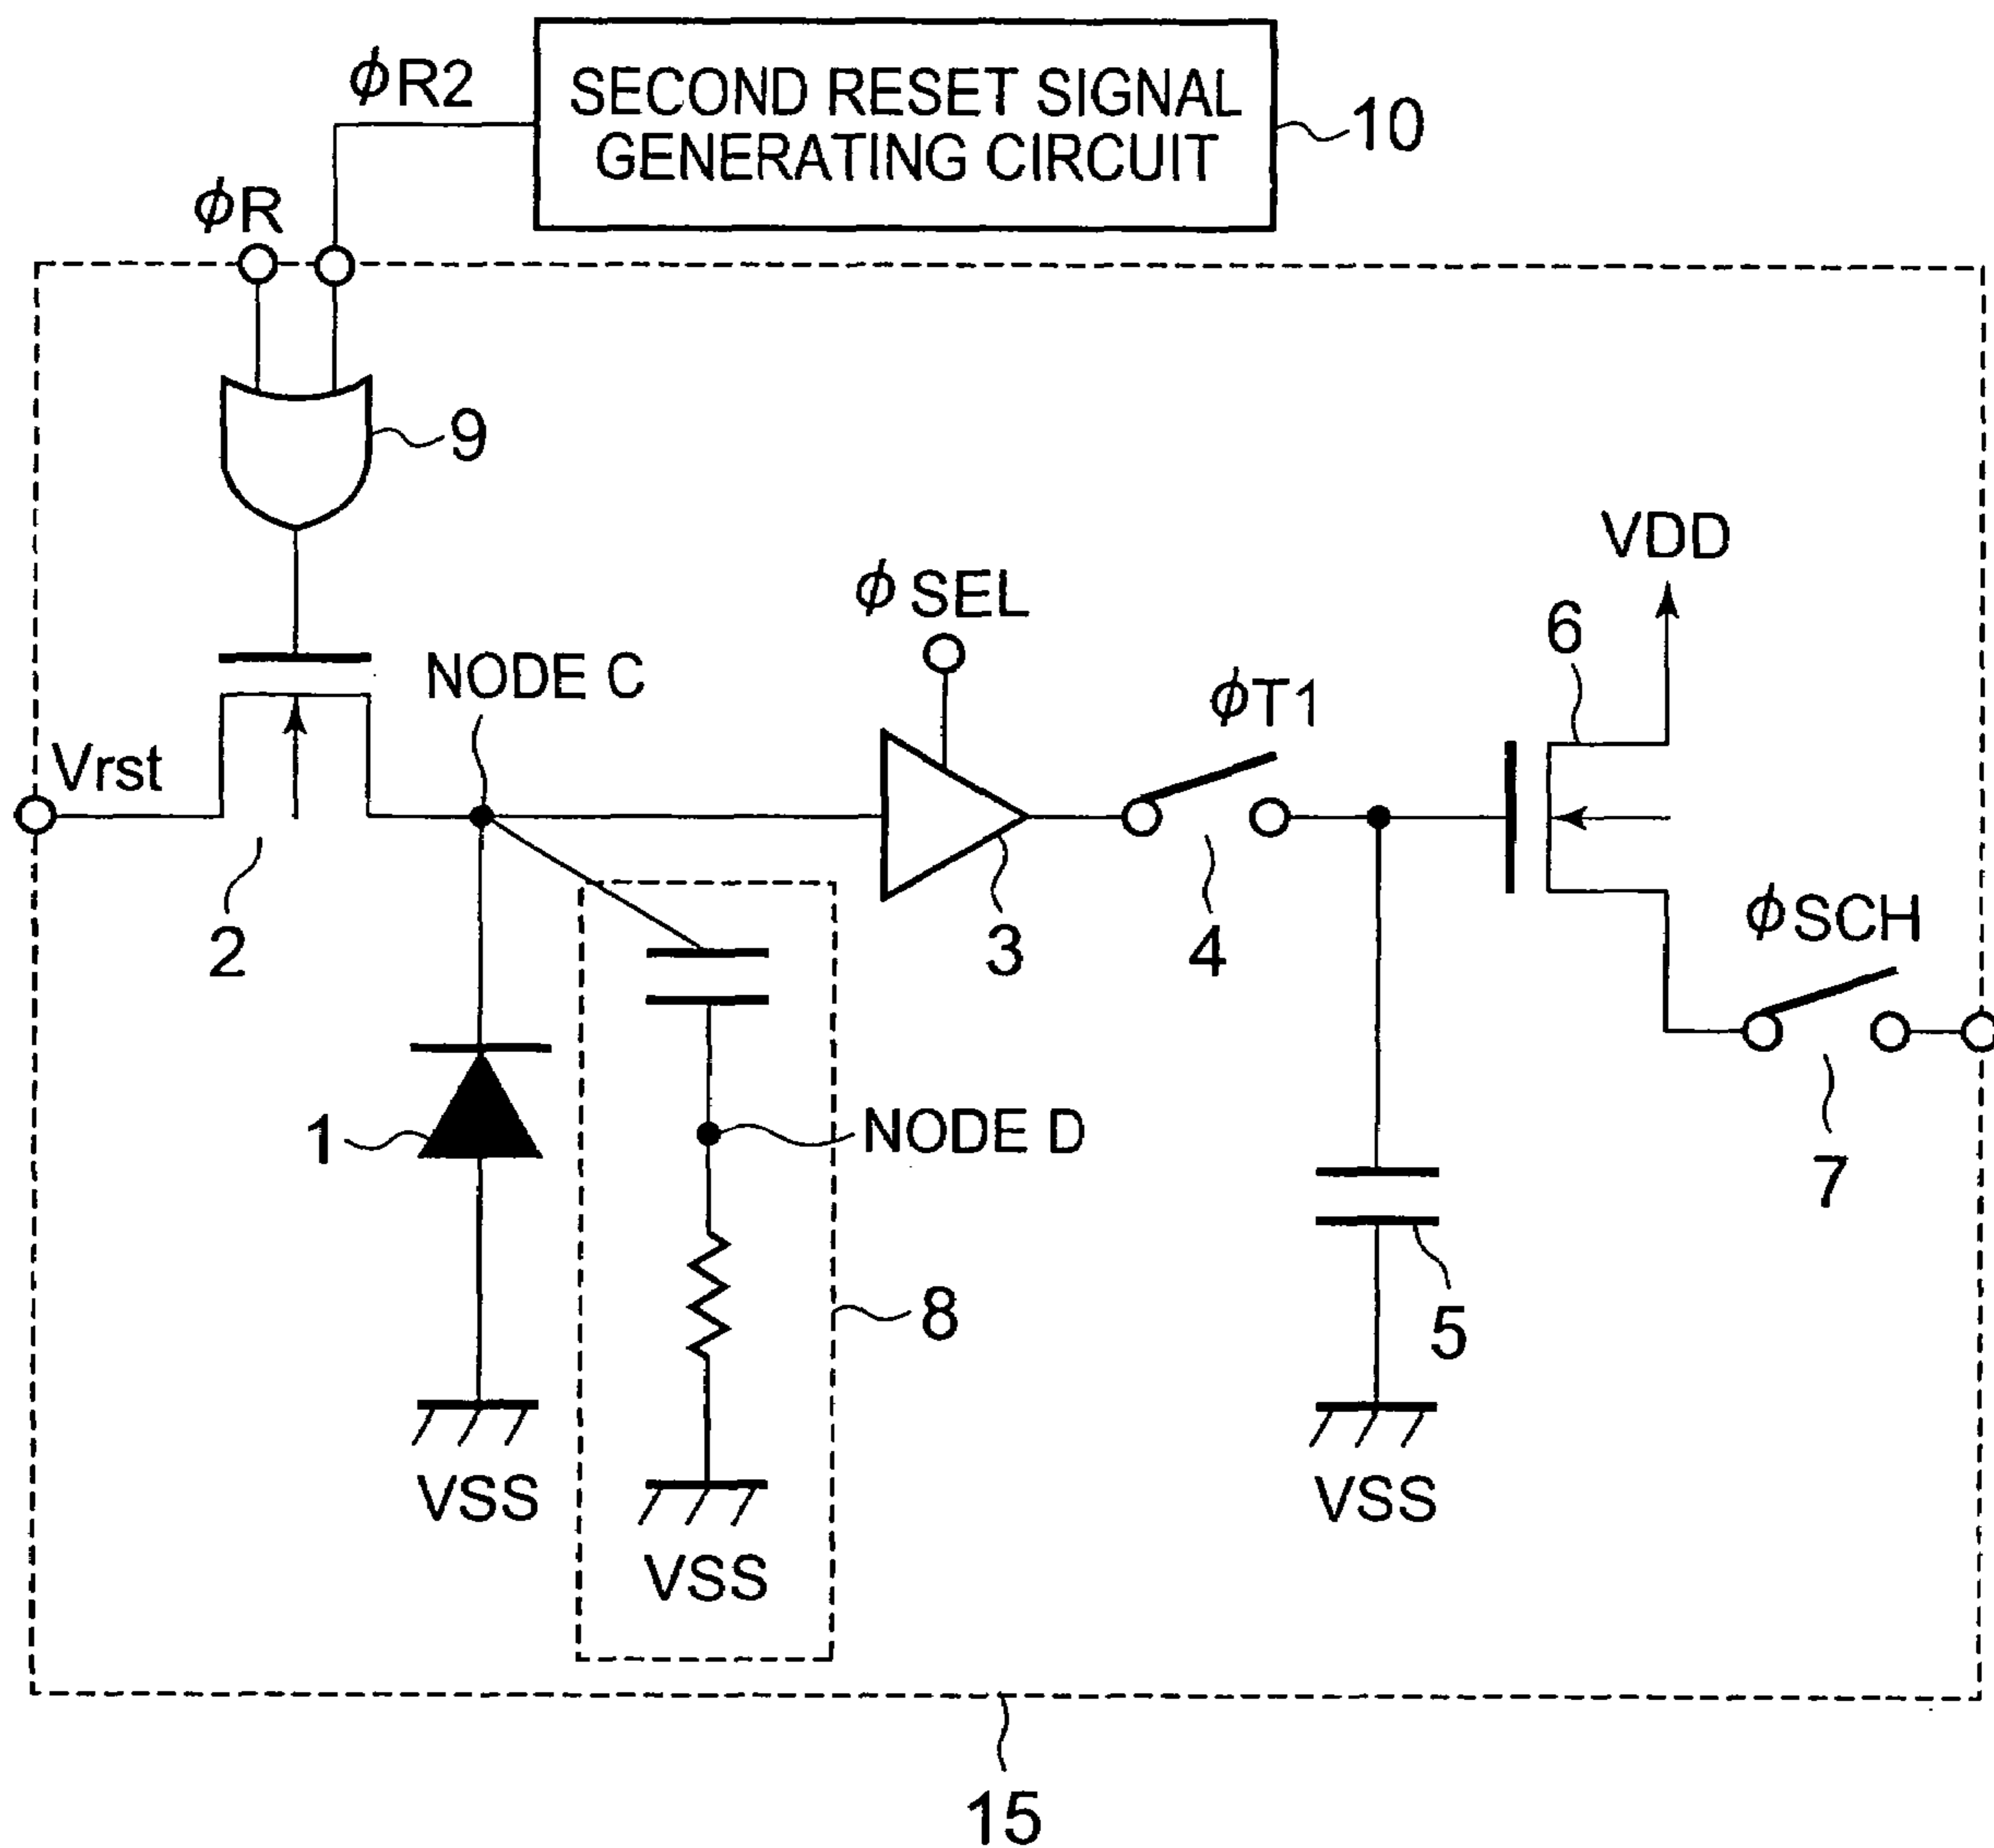 ϕR2
SECOND RESET SIGNAL
GENERATING CIRCUIT
10
ϕR
9
VDD
ϕSEL
6
NODE C
ϕT1
Vrst
ϕSCH
2
3
4
1
NODE D
7
8
5
VSS
VSS
VSS
15